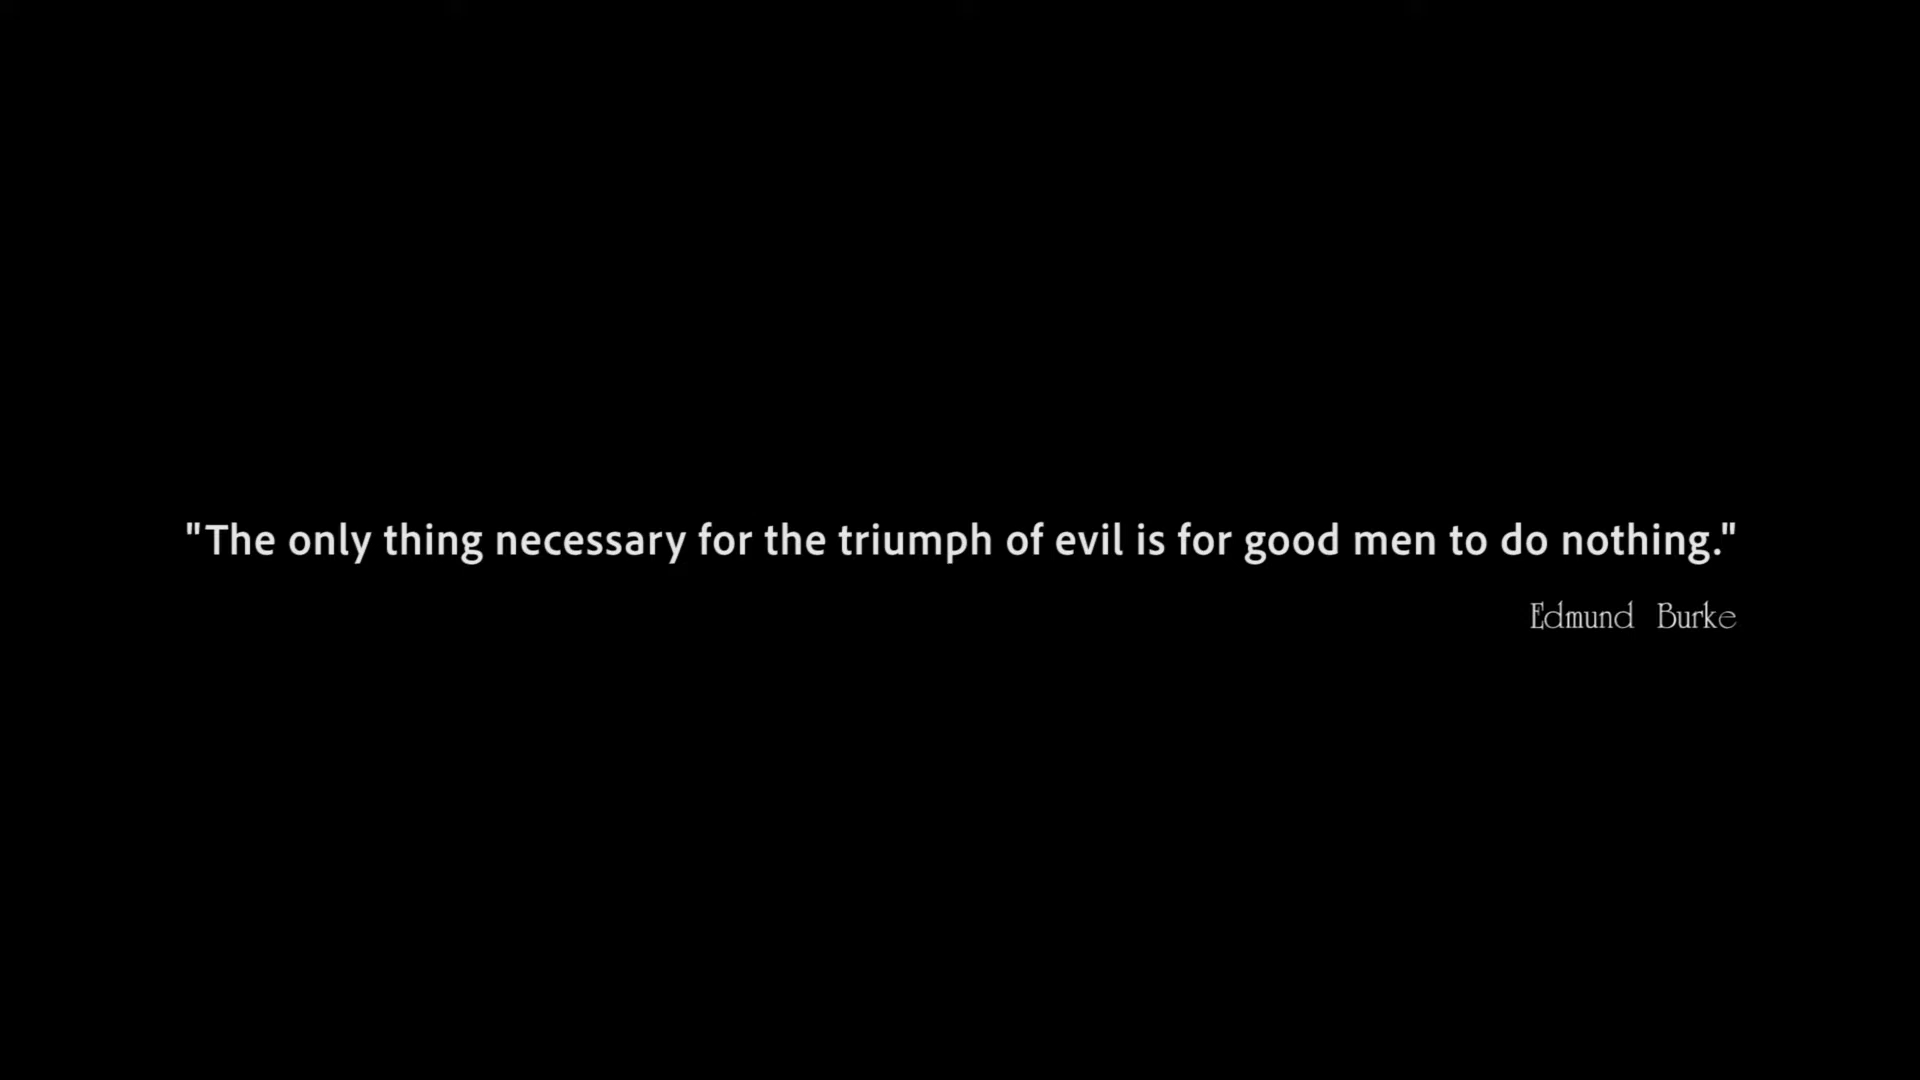 "The only thing necessary for the triumph of evil is for good men to do nothing."
Edmund Burke